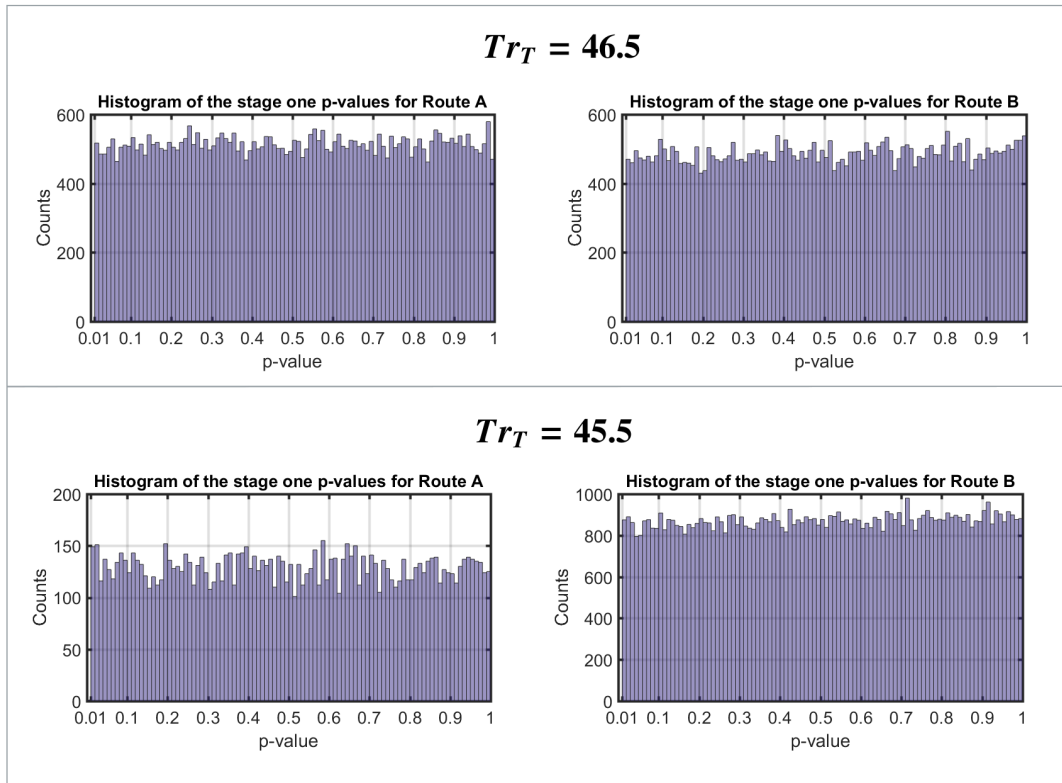 Tr_T = 46.5
Histogram of the stage one p-values for Route A
600
400
200
0
Counts
0.01 0.1 0.2 0.3 0.4 0.5 0.6 0.7 0.8 0.9 1
p-value
Histogram of the stage one p-values for Route B
600
400
200
0
Counts
0.01 0.1 0.2 0.3 0.4 0.5 0.6 0.7 0.8 0.9 1
p-value
Tr_T = 45.5
Histogram of the stage one p-values for Route A
200
150
100
50
0
Counts
0.01 0.1 0.2 0.3 0.4 0.5 0.6 0.7 0.8 0.9 1
p-value
Histogram of the stage one p-values for Route B
1000
800
600
400
200
0
Counts
0.01 0.1 0.2 0.3 0.4 0.5 0.6 0.7 0.8 0.9 1
p-value